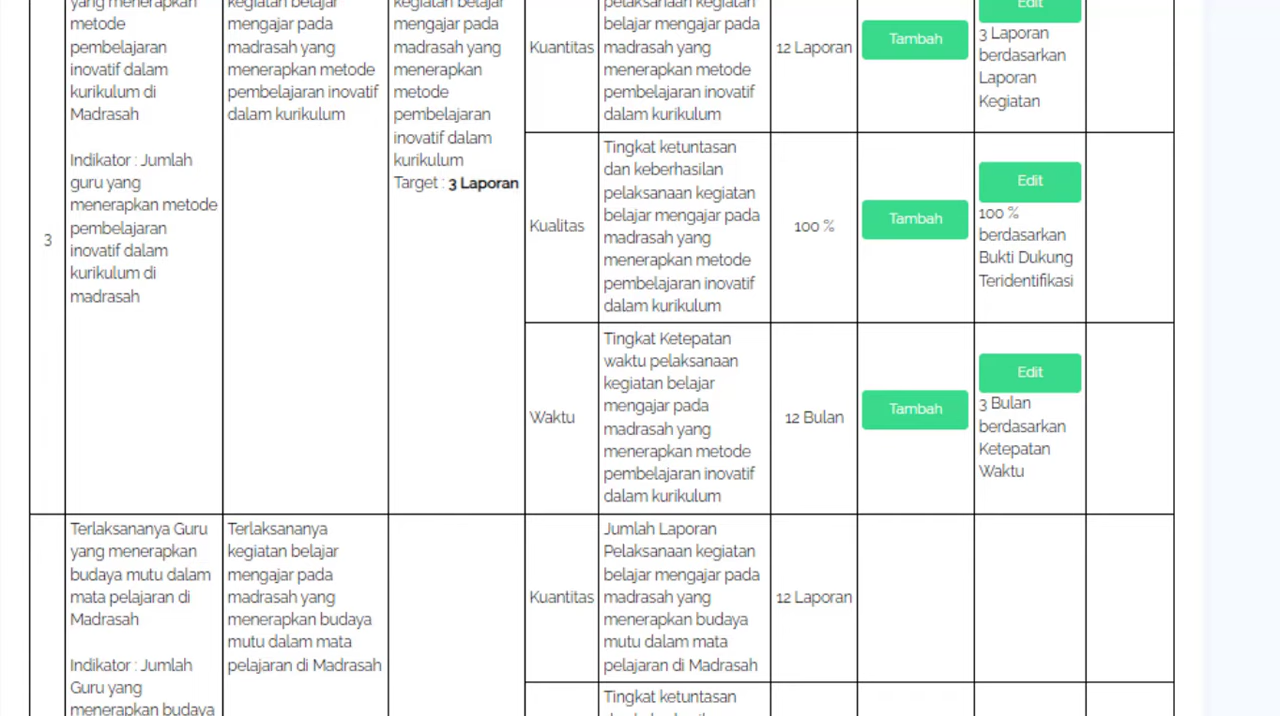 yang menerapkan
metode
pembelajaran
inovatif dalam
kurikulum di
Madrasah
Indikator : Jumlah
guru yang
menerapkan metode
pembelajaran
inovatif dalam
kurikulum di
madrasah
kegiatan belajar
mengajar pada
madrasah yang
menerapkan metode
pembelajaran inovatif
dalam kurikulum
kegiatan belajar
mengajar pada
madrasah yang
menerapkan
metode
pembelajaran
inovatif dalam
kurikulum
Target : 3 Laporan
Kuantitas
pelaksanaan kegiatan
belajar mengajar pada
madrasah yang
menerapkan metode
pembelajaran inovatif
dalam kurikulum
12 Laporan
Tambah
Edit
3 Laporan
berdasarkan
Laporan
Kegiatan
3
Kualitas
Tingkat ketuntasan
dan keberhasilan
pelaksanaan kegiatan
belajar mengajar pada
madrasah yang
menerapkan metode
pembelajaran inovatif
dalam kurikulum
100 %
Tambah
Edit
100 %
berdasarkan
Bukti Dukung
Teridentifikasi
Waktu
Tingkat Ketepatan
waktu pelaksanaan
kegiatan belajar
mengajar pada
madrasah yang
menerapkan metode
pembelajaran inovatif
dalam kurikulum
12 Bulan
Tambah
Edit
3 Bulan
berdasarkan
Ketepatan
Waktu
Terlaksananya Guru
yang menerapkan
budaya mutu dalam
mata pelajaran di
Madrasah
Indikator : Jumlah
Guru yang
menerapkan budaya
Terlaksananya
kegiatan belajar
mengajar pada
madrasah yang
menerapkan budaya
mutu dalam mata
pelajaran di Madrasah
Kuantitas
Jumlah Laporan
Pelaksanaan kegiatan
belajar mengajar pada
madrasah yang
menerapkan budaya
mutu dalam mata
pelajaran di Madrasah
12 Laporan
Tingkat ketuntasan